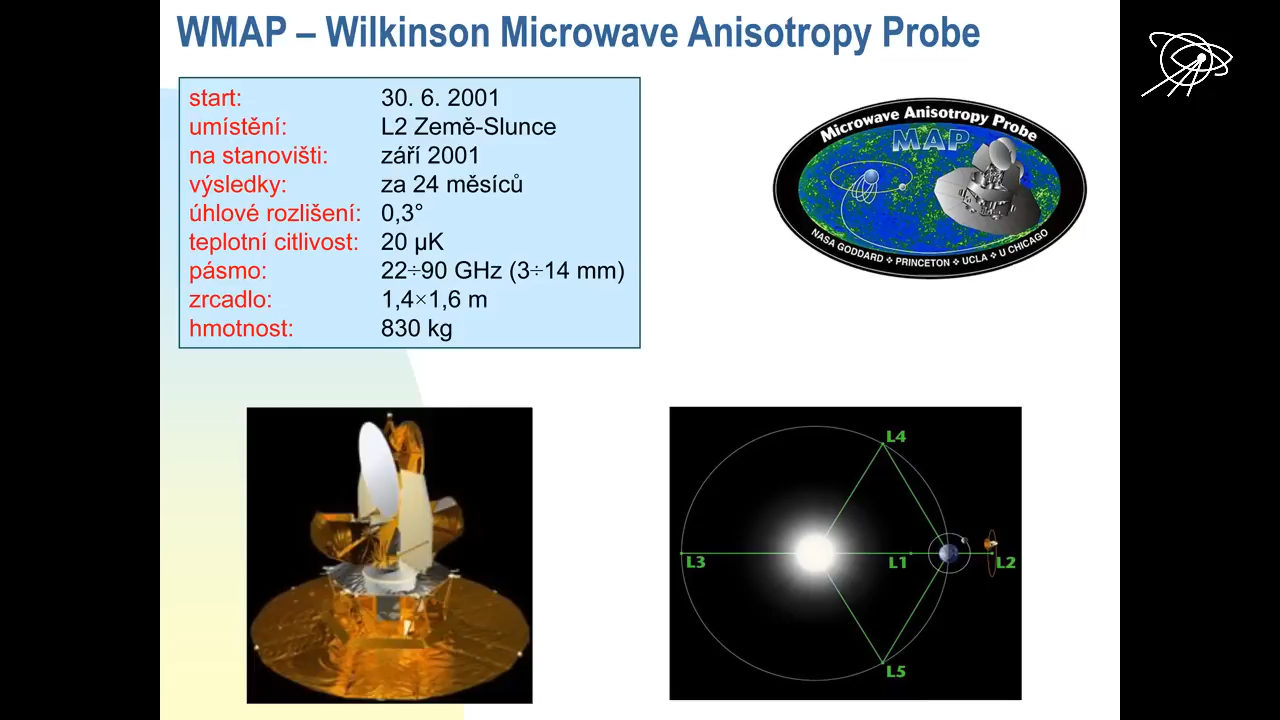 WMAP – Wilkinson Microwave Anisotropy Probe
start: 30. 6. 2001
umístění: L2 Země-Slunce
na stanovišti: září 2001
výsledky: za 24 měsíců
úhlové rozlišení: 0,3°
teplotní citlivost: 20 μK
pásmo: 22÷90 GHz (3÷14 mm)
zrcadlo: 1,4×1,6 m
hmotnost: 830 kg
Microwave Anisotropy Probe
MAP
NASA GODDARD ❖ PRINCETON ❖ UCLA ❖ U CHICAGO
L4
L3
L1
L2
L5